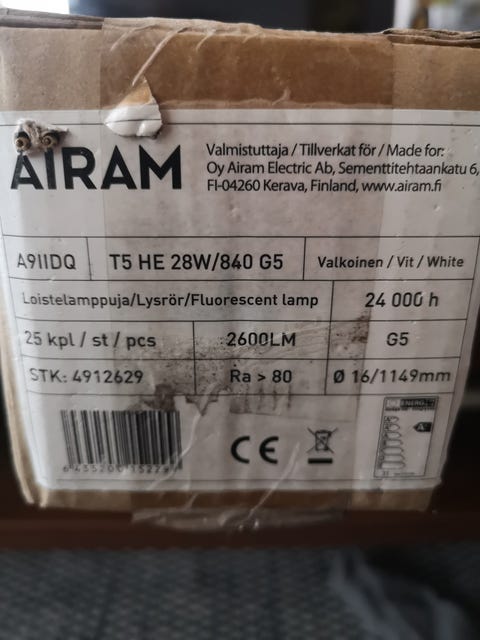 AIRAM
Valmistuttaja / Tillverkat för / Made for:
Oy Airam Electric Ab, Sementtitehtaankatu 6,
FI-04260 Kerava, Finland, www.airam.fi
A9IIDQ T5 HE 28W/840 G5 Valkoinen / Vit / White
Loistelamppuja/Lysrör/Fluorescent lamp 24 000 h
25 kpl / st / pcs 2600LM G5
STK: 4912629 Ra > 80 Ø 16/1149mm
CE
ENERG
A